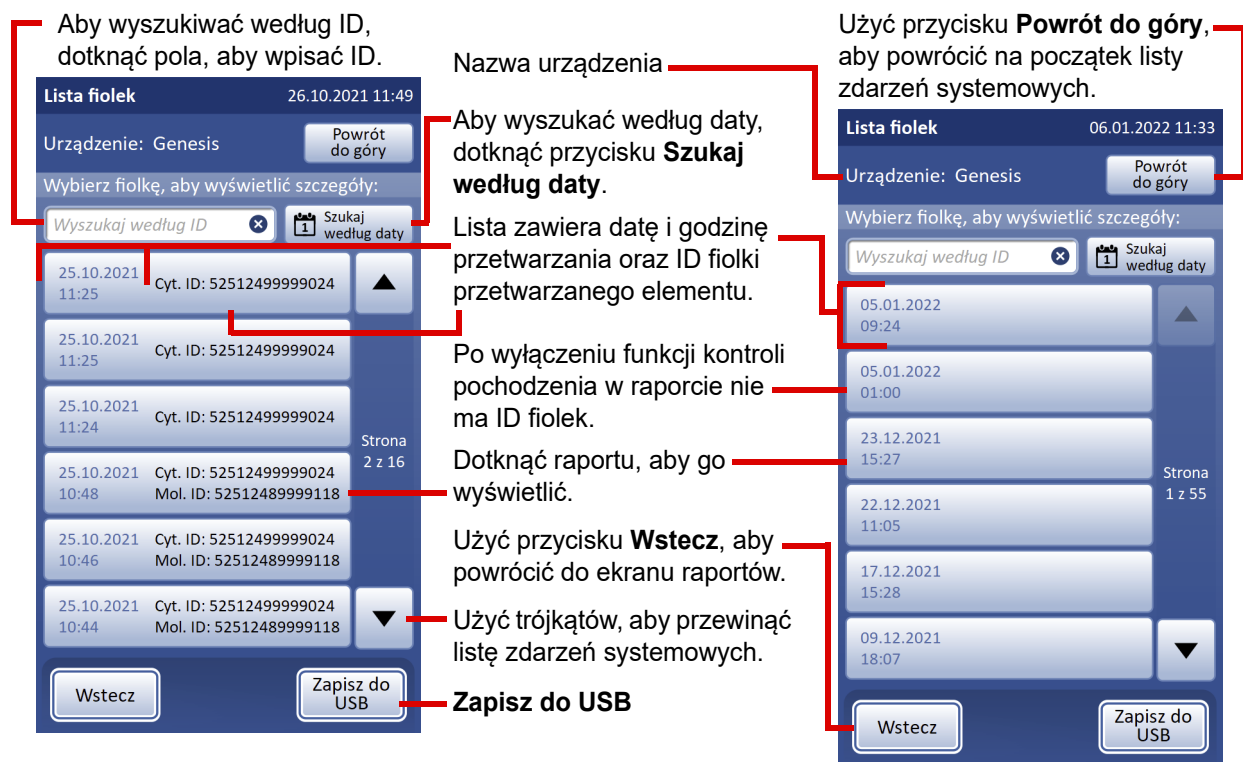 Aby wyszukiwać według ID,
dotknąć pola, aby wpisać ID.
Lista fiolek
26.10.2021 11:49
Urządzenie: Genesis
Powrót
do góry
Wybierz fiolkę, aby wyświetlić szczegóły:
Wyszukaj według ID
1
Szukaj
według daty
25.10.2021
11:25
Cyt. ID: 52512499999024
25.10.2021
11:25
Cyt. ID: 52512499999024
25.10.2021
11:24
Cyt. ID: 52512499999024
25.10.2021
10:48
Cyt. ID: 52512499999024
Mol. ID: 52512489999118
25.10.2021
10:46
Cyt. ID: 52512499999024
Mol. ID: 52512489999118
25.10.2021
10:44
Cyt. ID: 52512499999024
Mol. ID: 52512489999118
Strona
2 z 16
Wstecz
Zapisz do
USB
Nazwa urządzenia
Aby wyszukać według daty,
dotknąć przycisku Szukaj
według daty.
Lista zawiera datę i godzinę
przetwarzania oraz ID fiolki
przetwarzanego elementu.
Po wyłączeniu funkcji kontroli
pochodzenia w raporcie nie
ma ID fiolek.
Dotknąć raportu, aby go
wyświetlić.
Użyć przycisku Wstecz, aby
powrócić do ekranu raportów.
Użyć trójkątów, aby przewinąć
listę zdarzeń systemowych.
Zapisz do USB
Użyć przycisku Powrót do góry,
aby powrócić na początek listy
zdarzeń systemowych.
Lista fiolek
06.01.2022 11:33
Urządzenie: Genesis
Powrót
do góry
Wybierz fiolkę, aby wyświetlić szczegóły:
Wyszukaj według ID
1
Szukaj
według daty
05.01.2022
09:24
05.01.2022
01:00
23.12.2021
15:27
22.12.2021
11:05
17.12.2021
15:28
09.12.2021
18:07
Strona
1 z 55
Wstecz
Zapisz do
USB